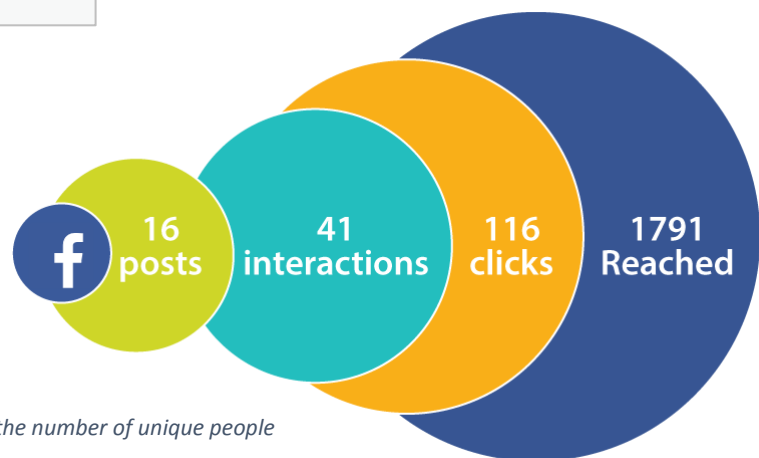 f
16
posts
41
interactions
116
clicks
1791
Reached
the number of unique people